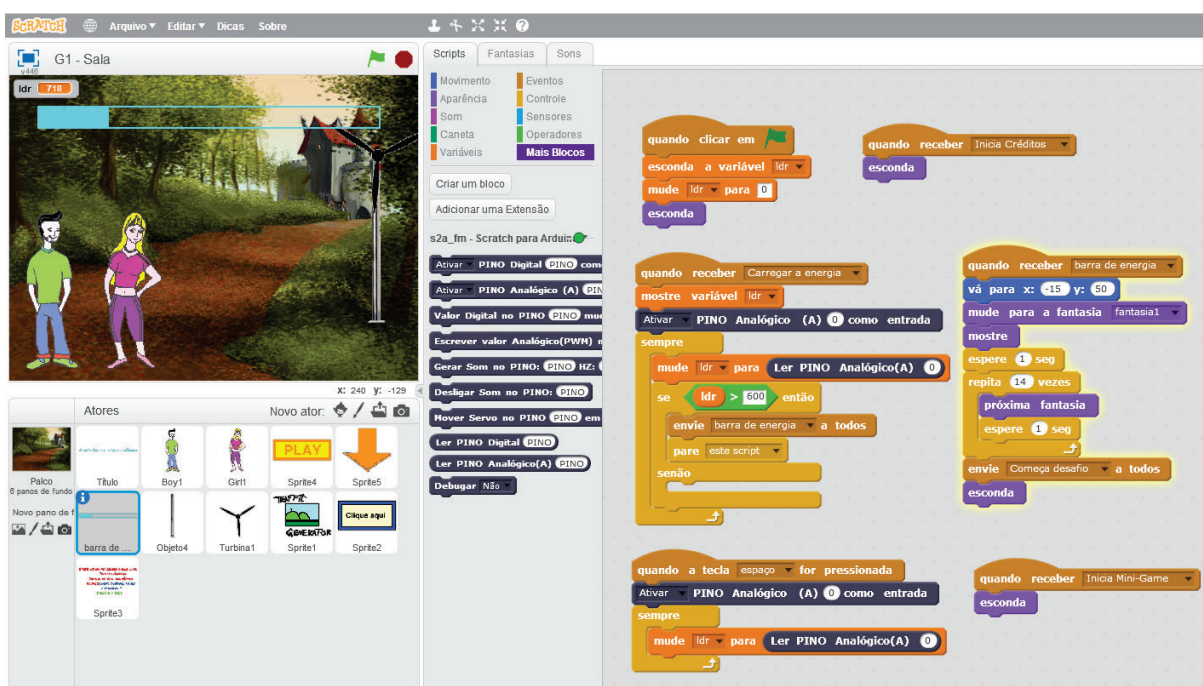 SCRATCH Arquivo Editar Dicas Sobre
G1 - Sala
v446
ldr 718
x: 240 y: -129
Atores
Novo ator:
Palco
6 panos de fundo
Novo pano de f
Título
Boy1
Girl1
PLAY
Sprite4
Sprite5
barra de ...
Objeto4
Turbina1
GENERATOR
Sprite1
Clique aqui
Sprite2
Sprite3
Scripts Fantasias Sons
Movimento Eventos
Aparência Controle
Som Sensores
Caneta Operadores
Variáveis Mais Blocos
Criar um bloco
Adicionar uma Extensão
s2a_fm - Scratch para Arduin
Ativar PINO Digital PINO com
Ativar PINO Analógico (A) PIN
Valor Digital no PINO PINO mu
Escrever valor Analógico(PWM) n
Gerar Som no PINO: PINO HZ:
Desligar Som no PINO: PINO
Mover Servo no PINO PINO em
Ler PINO Digital PINO
Ler PINO Analógico(A) PINO
Debugar Não
quando clicar em
esconda a variável ldr
mude ldr para 0
esconda
quando receber Inicia Créditos
esconda
quando receber Carregar a energia
mostre variável ldr
Ativar PINO Analógico (A) 0 como entrada
sempre
mude ldr para Ler PINO Analógico(A) 0
se ldr > 600 então
envie barra de energia a todos
pare este script
senão
quando receber barra de energia
vá para x: -15 y: 50
mude para a fantasia fantasia1
mostre
espere 1 seg
repita 14 vezes
próxima fantasia
espere 1 seg
envie Começa desafio a todos
esconda
quando a tecla espaço for pressionada
Ativar PINO Analógico (A) 0 como entrada
sempre
mude ldr para Ler PINO Analógico(A) 0
quando receber Inicia Mini-Game
esconda